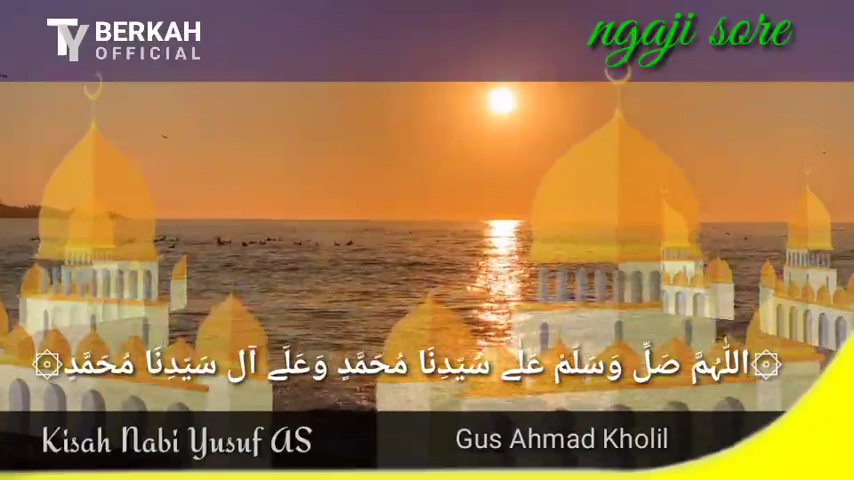 TY BERKAH
OFFICIAL
ngaji sore
۞اللّٰهُمَّ صَلِّ وَسَلِّمْ عَلٰے سَيِّدِنَا مُحَمَّدٍ وَعَلَے آل سَيِّدِنَا مُحَمَّدٍ۞
Kisah Nabi Yusuf AS
Gus Ahmad Kholil